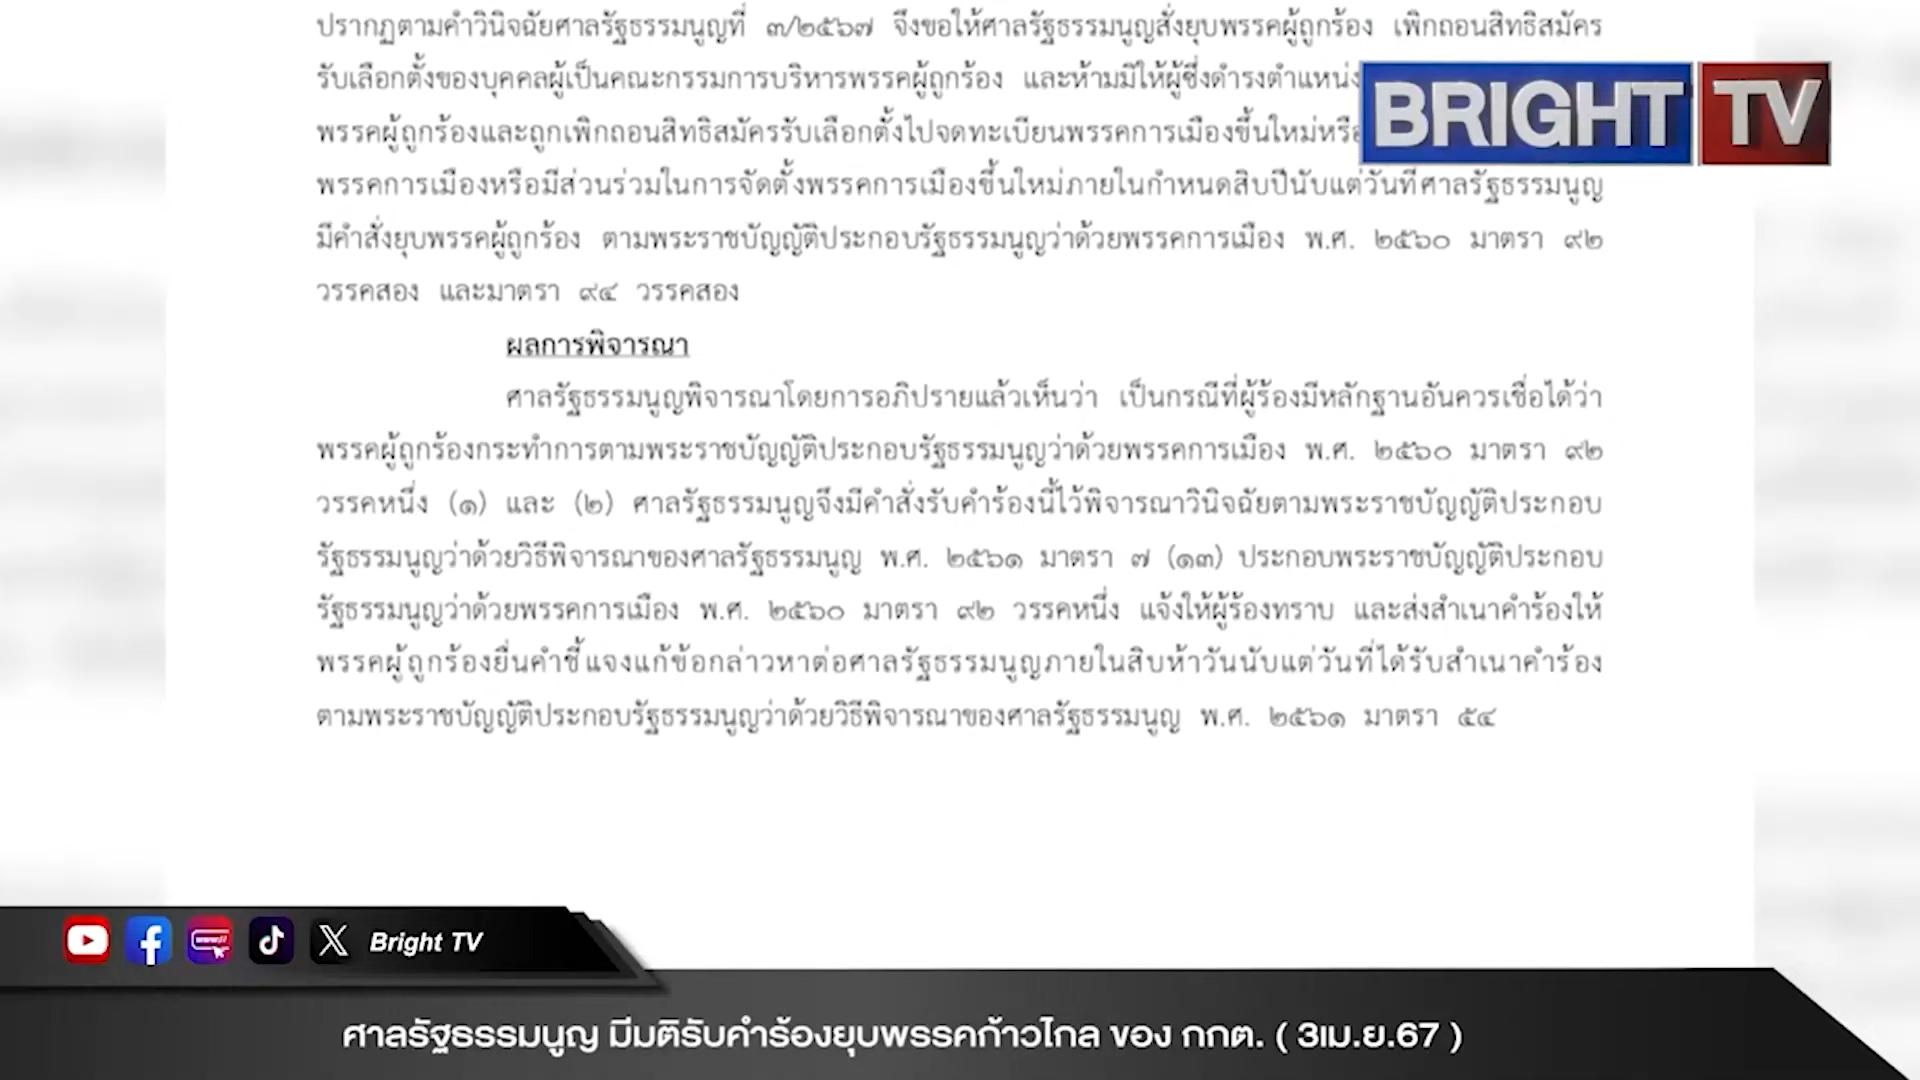 ปรากฏตามคำวินิจฉัยศาลรัฐธรรมนูญที่ ๓/๒๕๖๗ จึงขอให้ศาลรัฐธรรมนูญสั่งยุบพรรคผู้ถูกร้อง เพิกถอนสิทธิสมัคร
รับเลือกตั้งของบุคคลผู้เป็นคณะกรรมการบริหารพรรคผู้ถูกร้อง และห้ามมิให้ผู้ซึ่งดำรงตำแหน่ง
BRIGHT TV
พรรคผู้ถูกร้องและถูกเพิกถอนสิทธิสมัครรับเลือกตั้งไปจดทะเบียนพรรคการเมืองขึ้นใหม่หรือ
พรรคการเมืองหรือมีส่วนร่วมในการจัดตั้งพรรคการเมืองขึ้นใหม่ภายในกำหนดสิบปีนับแต่วันที่ศาลรัฐธรรมนูญ
มีคำสั่งยุบพรรคผู้ถูกร้อง ตามพระราชบัญญัติประกอบรัฐธรรมนูญว่าด้วยพรรคการเมือง พ.ศ. ๒๕๖๐ มาตรา ๙๒
วรรคสอง และมาตรา ๙๔ วรรคสอง
ผลการพิจารณา
ศาลรัฐธรรมนูญพิจารณาโดยการอภิปรายแล้วเห็นว่า เป็นกรณีที่ผู้ร้องมีหลักฐานอันควรเชื่อได้ว่า
พรรคผู้ถูกร้องกระทำการตามพระราชบัญญัติประกอบรัฐธรรมนูญว่าด้วยพรรคการเมือง พ.ศ. ๒๕๖๐ มาตรา ๙๒
วรรคหนึ่ง (๑) และ (๒) ศาลรัฐธรรมนูญจึงมีคำสั่งรับคำร้องนี้ไว้พิจารณาวินิจฉัยตามพระราชบัญญัติประกอบ
รัฐธรรมนูญว่าด้วยวิธีพิจารณาของศาลรัฐธรรมนูญ พ.ศ. ๒๕๖๑ มาตรา ๗ (๑๓) ประกอบพระราชบัญญัติประกอบ
รัฐธรรมนูญว่าด้วยพรรคการเมือง พ.ศ. ๒๕๖๐ มาตรา ๙๒ วรรคหนึ่ง แจ้งให้ผู้ร้องทราบ และส่งสำเนาคำร้องให้
พรรคผู้ถูกร้องยื่นคำชี้แจงแก้ข้อกล่าวหาต่อศาลรัฐธรรมนูญภายในสิบห้าวันนับแต่วันที่ได้รับสำเนาคำร้อง
ตามพระราชบัญญัติประกอบรัฐธรรมนูญว่าด้วยวิธีพิจารณาของศาลรัฐธรรมนูญ พ.ศ. ๒๕๖๑ มาตรา ๕๔
www.// Bright TV
ศาลรัฐธรรมนูญ มีมติรับคำร้องยุบพรรคก้าวไกล ของ กกต. ( 3เม.ย.67 )